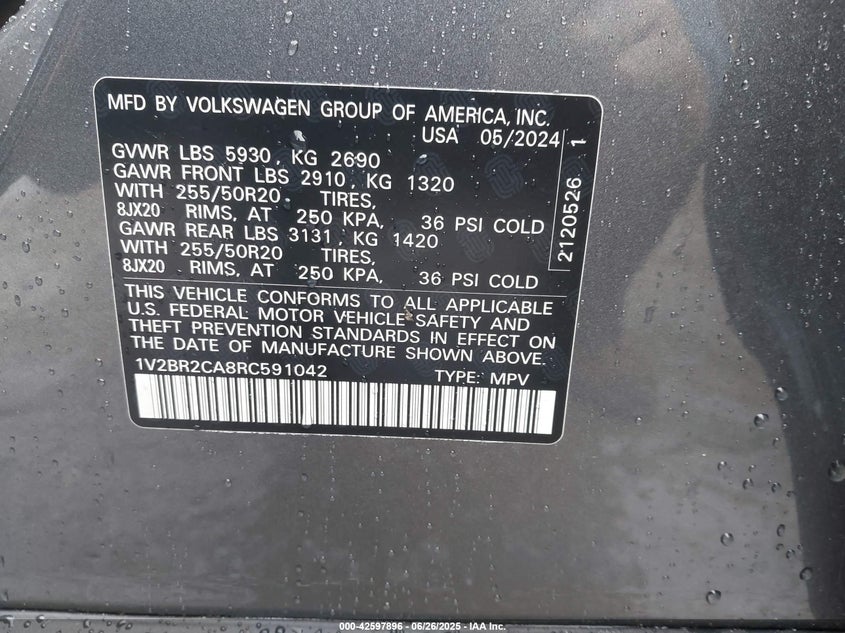 MFD BY VOLKSWAGEN GROUP OF AMERICA, INC.
USA 05/2024
GVWR LBS 5930, KG 2690
GAWR FRONT LBS 2910, KG 1320
WITH 255/50R20 TIRES,
8JX20 RIMS, AT 250 KPA, 36 PSI COLD
GAWR REAR LBS 3131, KG 1420
WITH 255/50R20 TIRES,
8JX20 RIMS, AT 250 KPA, 36 PSI COLD
2120526 1
THIS VEHICLE CONFORMS TO ALL APPLICABLE
U.S. FEDERAL MOTOR VEHICLE SAFETY AND
THEFT PREVENTION STANDARDS IN EFFECT ON
THE DATE OF MANUFACTURE SHOWN ABOVE.
1V2BR2CA8RC591042 TYPE: MPV
000-42597896 - 06/26/2025 - IAA Inc.